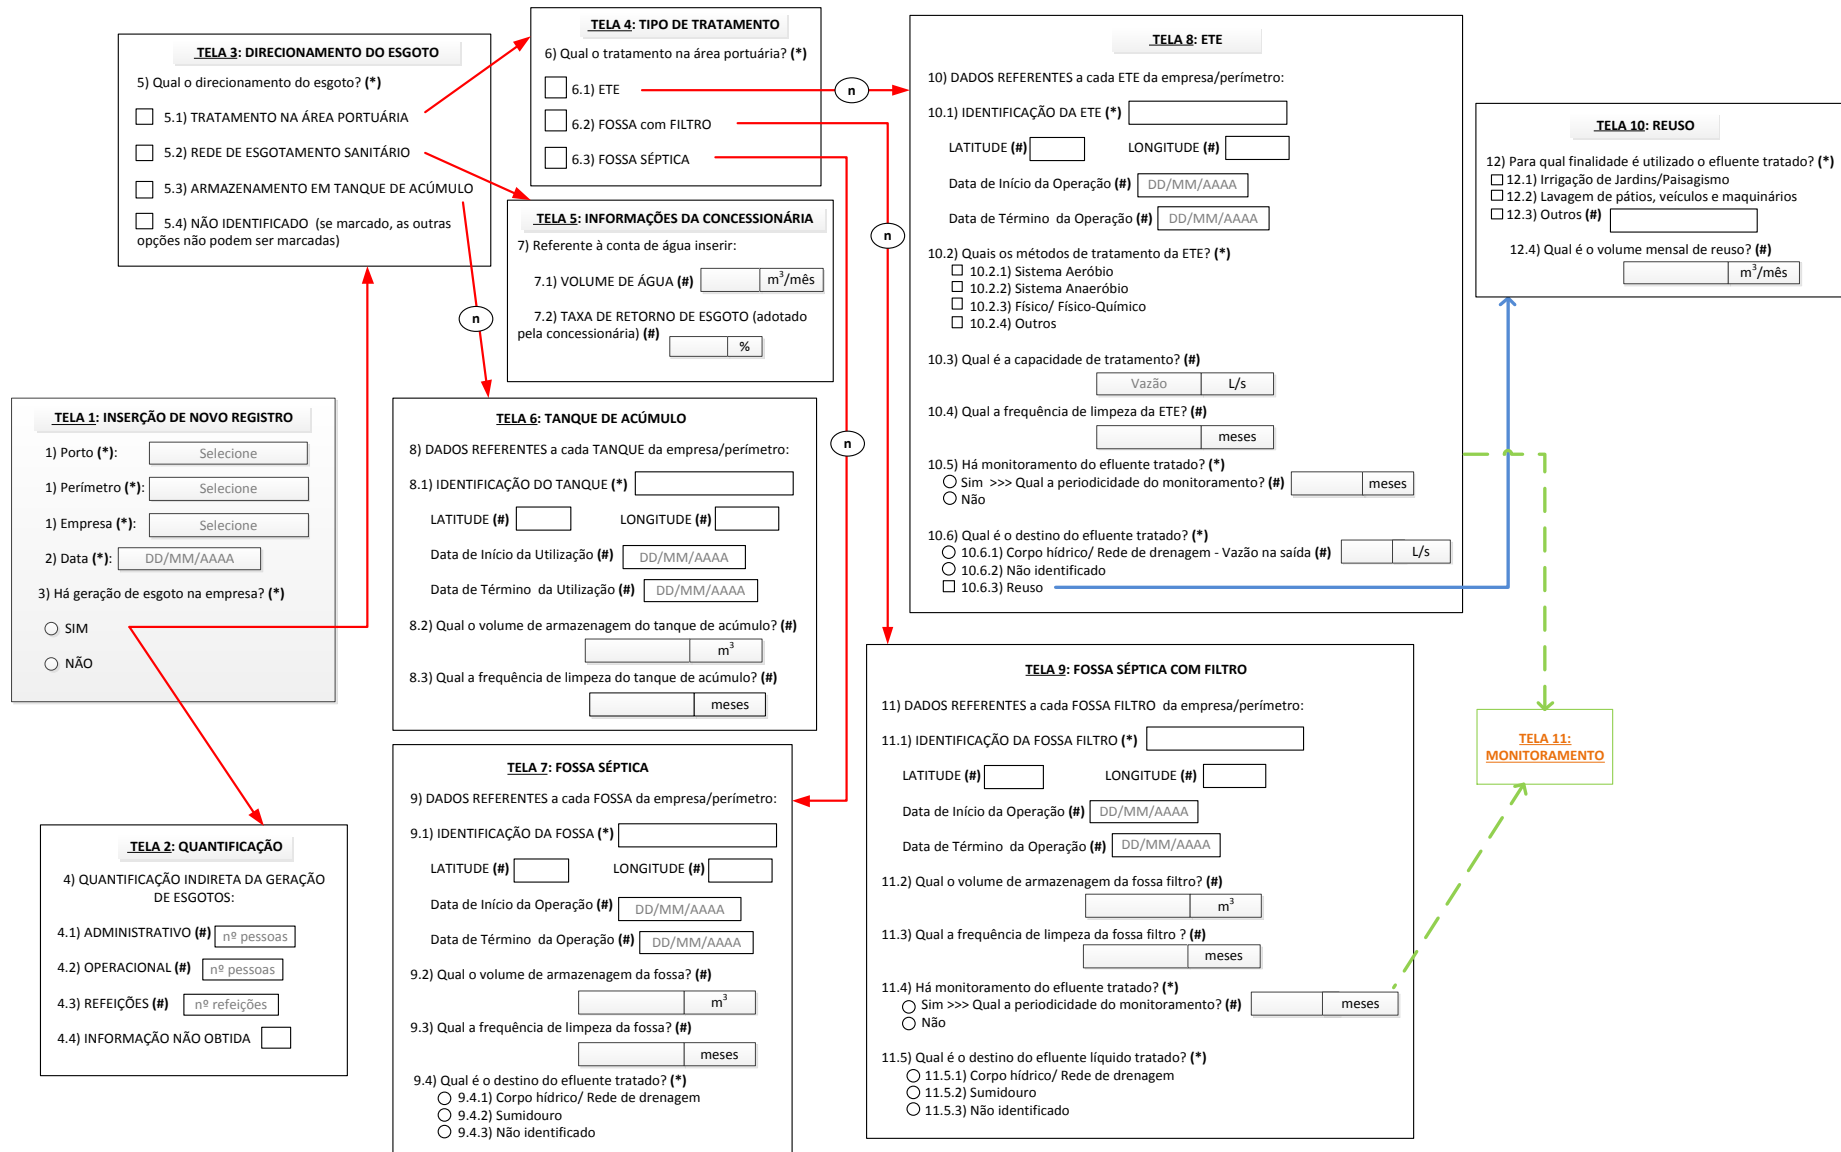 TELA 1: INSERÇÃO DE NOVO REGISTRO
1) Porto (*): Selecione
1) Perímetro (*): Selecione
1) Empresa (*): Selecione
2) Data (*): DD/MM/AAAA
3) Há geração de esgoto na empresa? (*)
SIM
NÃO
TELA 2: QUANTIFICAÇÃO
4) QUANTIFICAÇÃO INDIRETA DA GERAÇÃO
DE ESGOTOS:
4.1) ADMINISTRATIVO (#) nº pessoas
4.2) OPERACIONAL (#) nº pessoas
4.3) REFEIÇÕES (#) nº refeições
4.4) INFORMAÇÃO NÃO OBTIDA
TELA 3: DIRECIONAMENTO DO ESGOTO
5) Qual o direcionamento do esgoto? (*)
5.1) TRATAMENTO NA ÁREA PORTUÁRIA
5.2) REDE DE ESGOTAMENTO SANITÁRIO
5.3) ARMAZENAMENTO EM TANQUE DE ACÚMULO
5.4) NÃO IDENTIFICADO (se marcado, as outras
opções não podem ser marcadas)
n
TELA 4: TIPO DE TRATAMENTO
6) Qual o tratamento na área portuária? (*)
6.1) ETE
6.2) FOSSA com FILTRO
6.3) FOSSA SÉPTICA
n
n
n
TELA 5: INFORMAÇÕES DA CONCESSIONÁRIA
7) Referente à conta de água inserir:
7.1) VOLUME DE ÁGUA (#) m³/mês
7.2) TAXA DE RETORNO DE ESGOTO (adotado
pela concessionária) (#) %
TELA 6: TANQUE DE ACÚMULO
8) DADOS REFERENTES a cada TANQUE da empresa/perímetro:
8.1) IDENTIFICAÇÃO DO TANQUE (*)
LATITUDE (#) LONGITUDE (#)
Data de Início da Utilização (#) DD/MM/AAAA
Data de Término da Utilização (#) DD/MM/AAAA
8.2) Qual o volume de armazenagem do tanque de acúmulo? (#)
m³
8.3) Qual a frequência de limpeza do tanque de acúmulo? (#)
meses
TELA 7: FOSSA SÉPTICA
9) DADOS REFERENTES a cada FOSSA da empresa/perímetro:
9.1) IDENTIFICAÇÃO DA FOSSA (*)
LATITUDE (#) LONGITUDE (#)
Data de Início da Operação (#) DD/MM/AAAA
Data de Término da Operação (#) DD/MM/AAAA
9.2) Qual o volume de armazenagem da fossa? (#)
m³
9.3) Qual a frequência de limpeza da fossa? (#)
meses
9.4) Qual é o destino do efluente tratado? (*)
9.4.1) Corpo hídrico/ Rede de drenagem
9.4.2) Sumidouro
9.4.3) Não identificado
TELA 8: ETE
10) DADOS REFERENTES a cada ETE da empresa/perímetro:
10.1) IDENTIFICAÇÃO DA ETE (*)
LATITUDE (#) LONGITUDE (#)
Data de Início da Operação (#) DD/MM/AAAA
Data de Término da Operação (#) DD/MM/AAAA
10.2) Quais os métodos de tratamento da ETE? (*)
10.2.1) Sistema Aeróbio
10.2.2) Sistema Anaeróbio
10.2.3) Físico/ Físico-Químico
10.2.4) Outros
10.3) Qual é a capacidade de tratamento? (#)
Vazão L/s
10.4) Qual a frequência de limpeza da ETE? (#)
meses
10.5) Há monitoramento do efluente tratado? (*)
Sim >>> Qual a periodicidade do monitoramento? (#) meses
Não
10.6) Qual é o destino do efluente tratado? (*)
10.6.1) Corpo hídrico/ Rede de drenagem - Vazão na saída (#) L/s
10.6.2) Não identificado
10.6.3) Reuso
TELA 9: FOSSA SÉPTICA COM FILTRO
11) DADOS REFERENTES a cada FOSSA FILTRO da empresa/perímetro:
11.1) IDENTIFICAÇÃO DA FOSSA FILTRO (*)
LATITUDE (#) LONGITUDE (#)
Data de Início da Operação (#) DD/MM/AAAA
Data de Término da Operação (#) DD/MM/AAAA
11.2) Qual o volume de armazenagem da fossa filtro? (#)
m³
11.3) Qual a frequência de limpeza da fossa filtro ? (#)
meses
11.4) Há monitoramento do efluente tratado? (*)
Sim >>> Qual a periodicidade do monitoramento? (#) meses
Não
11.5) Qual é o destino do efluente líquido tratado? (*)
11.5.1) Corpo hídrico/ Rede de drenagem
11.5.2) Sumidouro
11.5.3) Não identificado
TELA 10: REUSO
12) Para qual finalidade é utilizado o efluente tratado? (*)
12.1) Irrigação de Jardins/Paisagismo
12.2) Lavagem de pátios, veículos e maquinários
12.3) Outros (#)
12.4) Qual é o volume mensal de reuso? (#)
m³/mês
TELA 11:
MONITORAMENTO